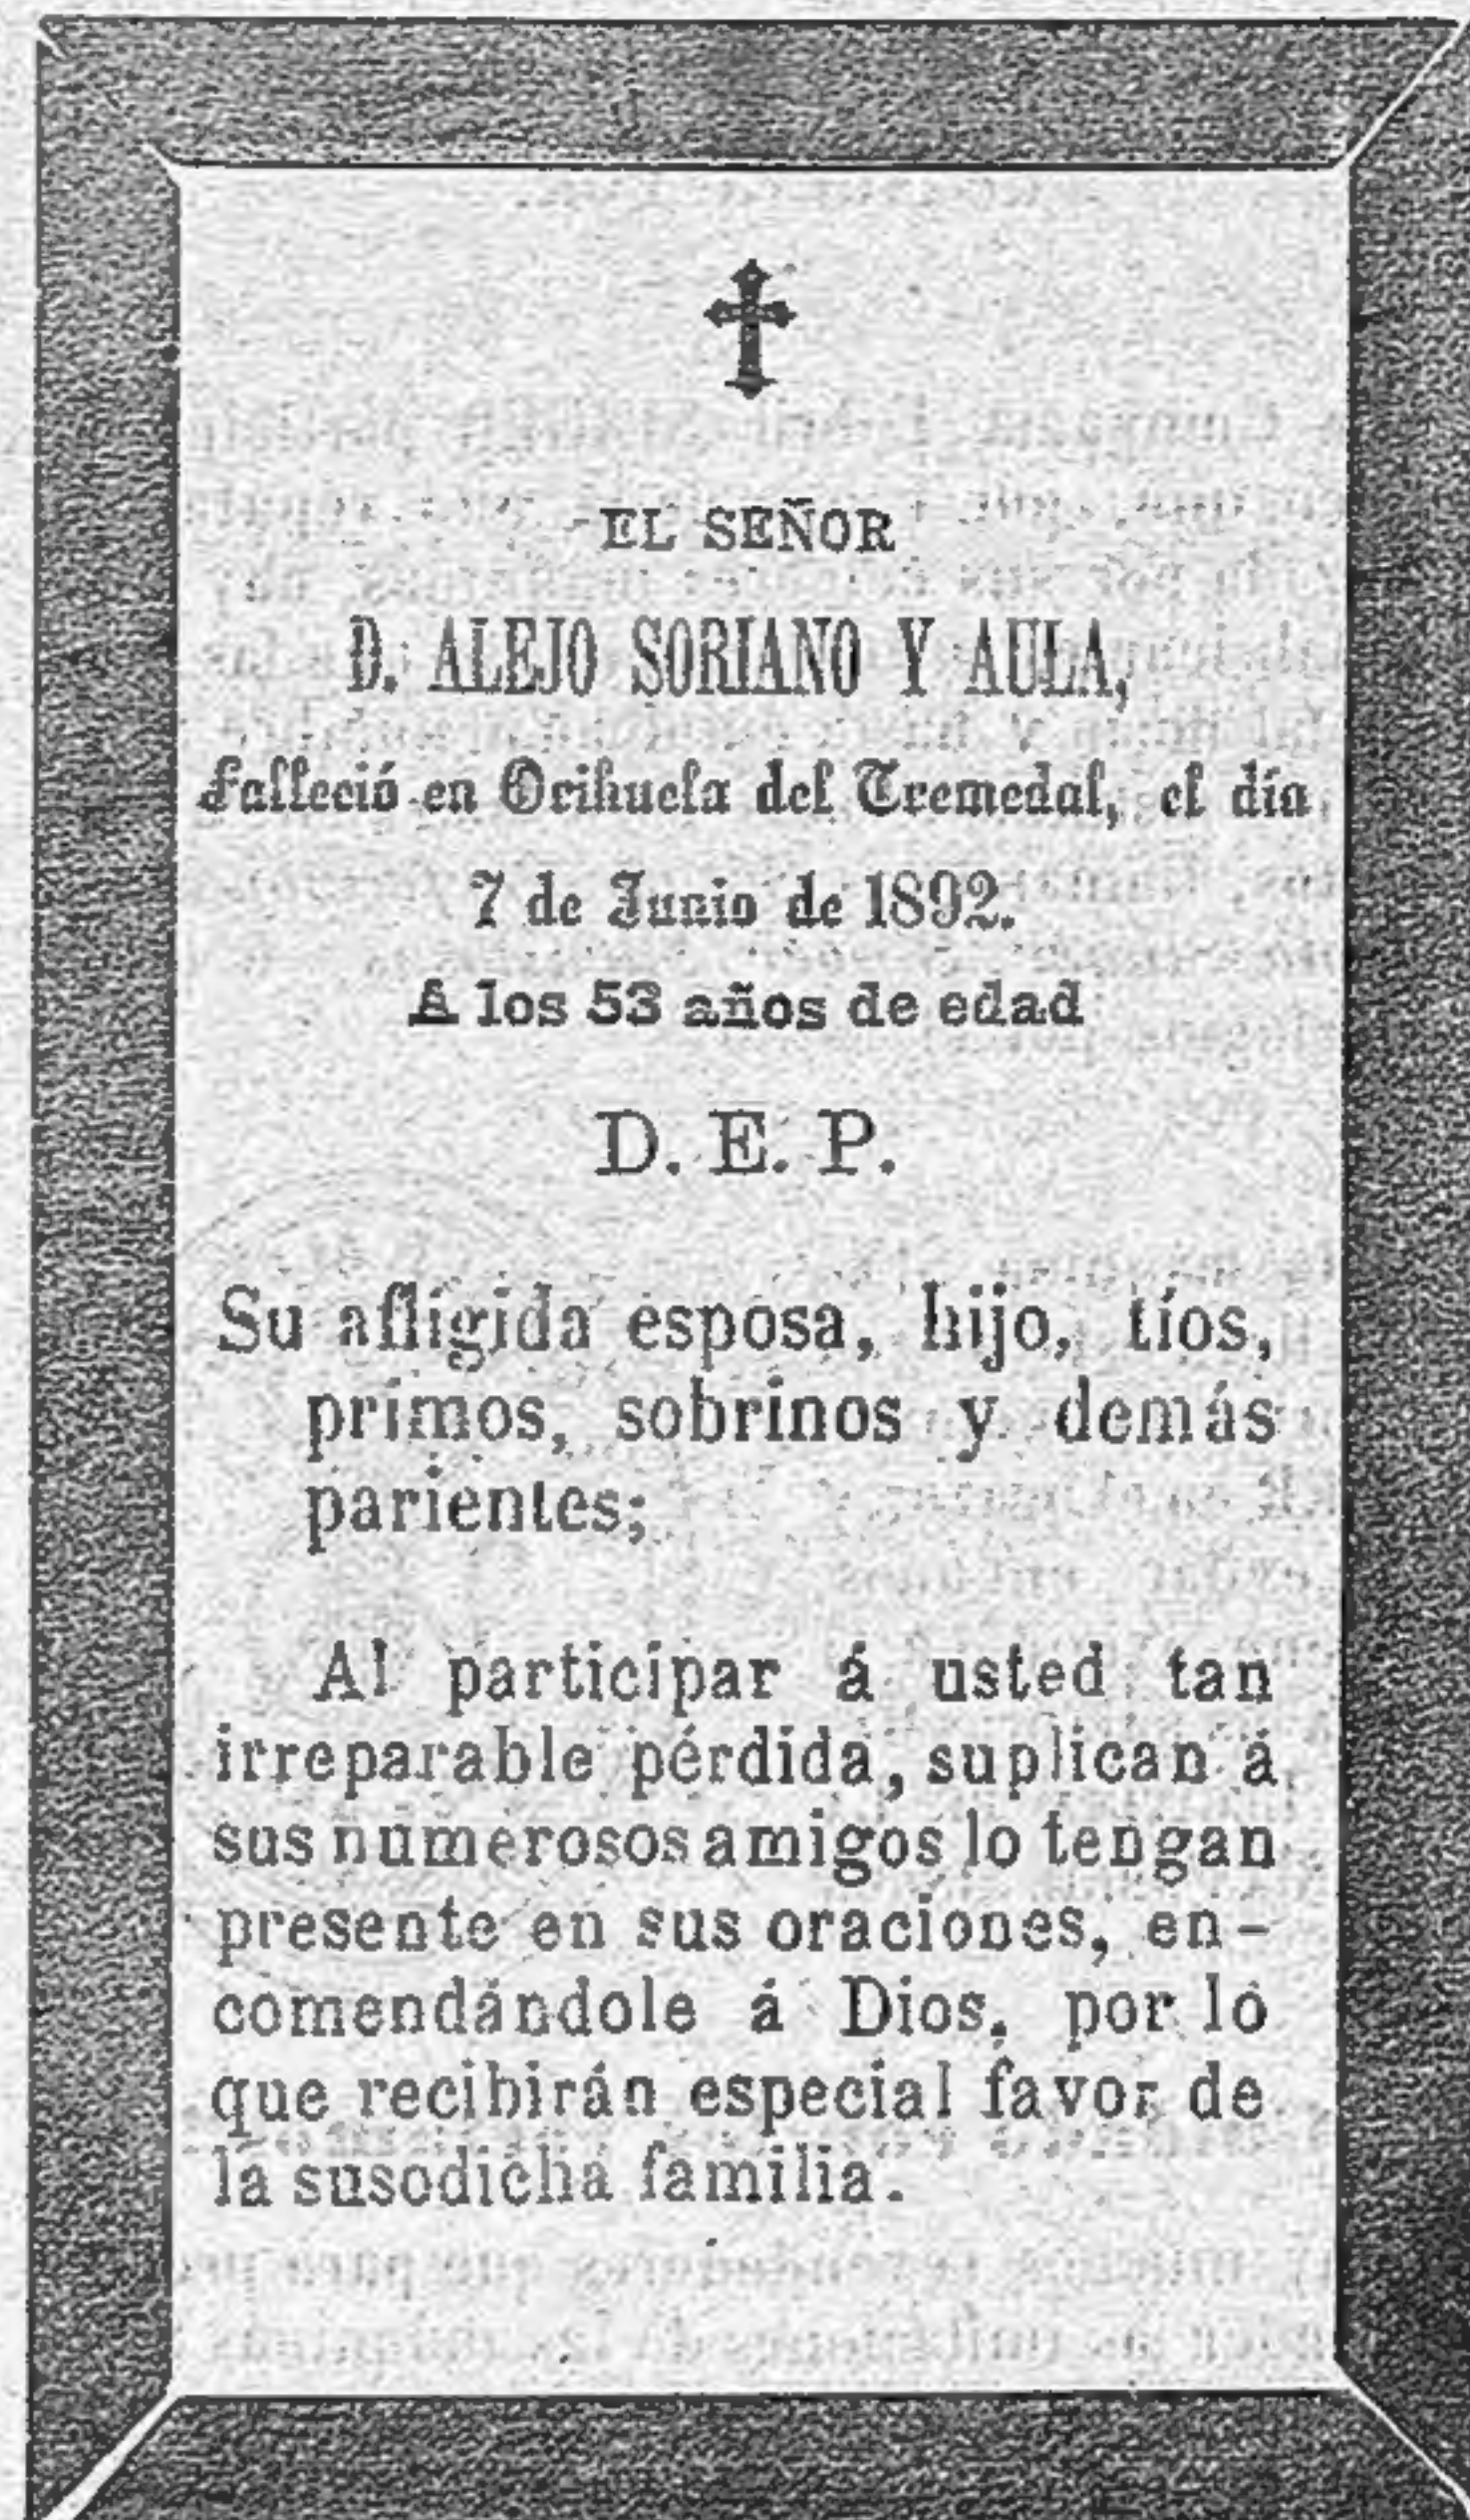 EL SEÑOR
D. ALEJO SORIANO Y AULA,
Falleció en Orihuela del Tremedal, el día
7 de Junio de 1892.
A los 53 años de edad
D. E. P.
Su afligida esposa, hijo, tíos,
primos, sobrinos y demás
parientes;
Al participar á usted tan
irreparable pérdida, suplican á
sus numerosos amigos lo tengan
presente en sus oraciones, en-
comendándole á Dios, por lo
que recibirán especial favor de
la susodicha familia.